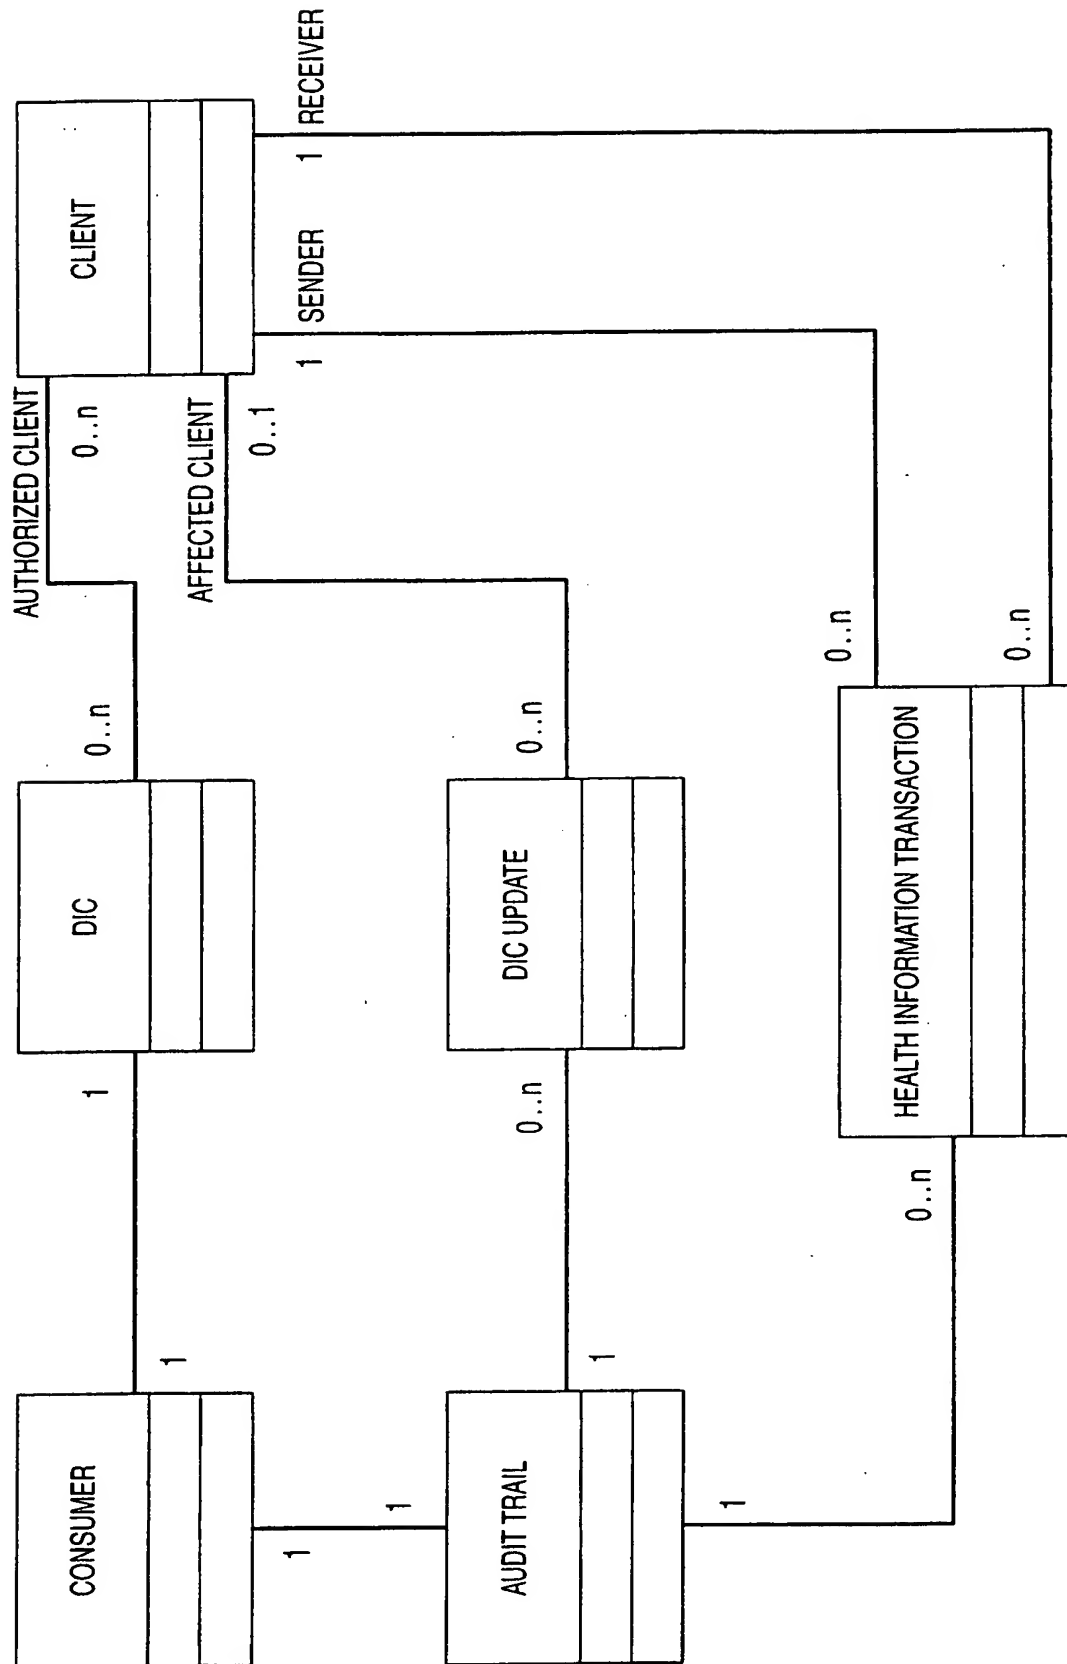 CONSUMER
1
1
DIC
0..n
AUTHORIZED CLIENT
0..n
CLIENT
AFFECTED CLIENT
0..1
1
SENDER
1
RECEIVER
1
1
AUDIT TRAIL
1
0..n
DIC UPDATE
0..n
1
0..n
HEALTH INFORMATION TRANSACTION
0..n
0..n